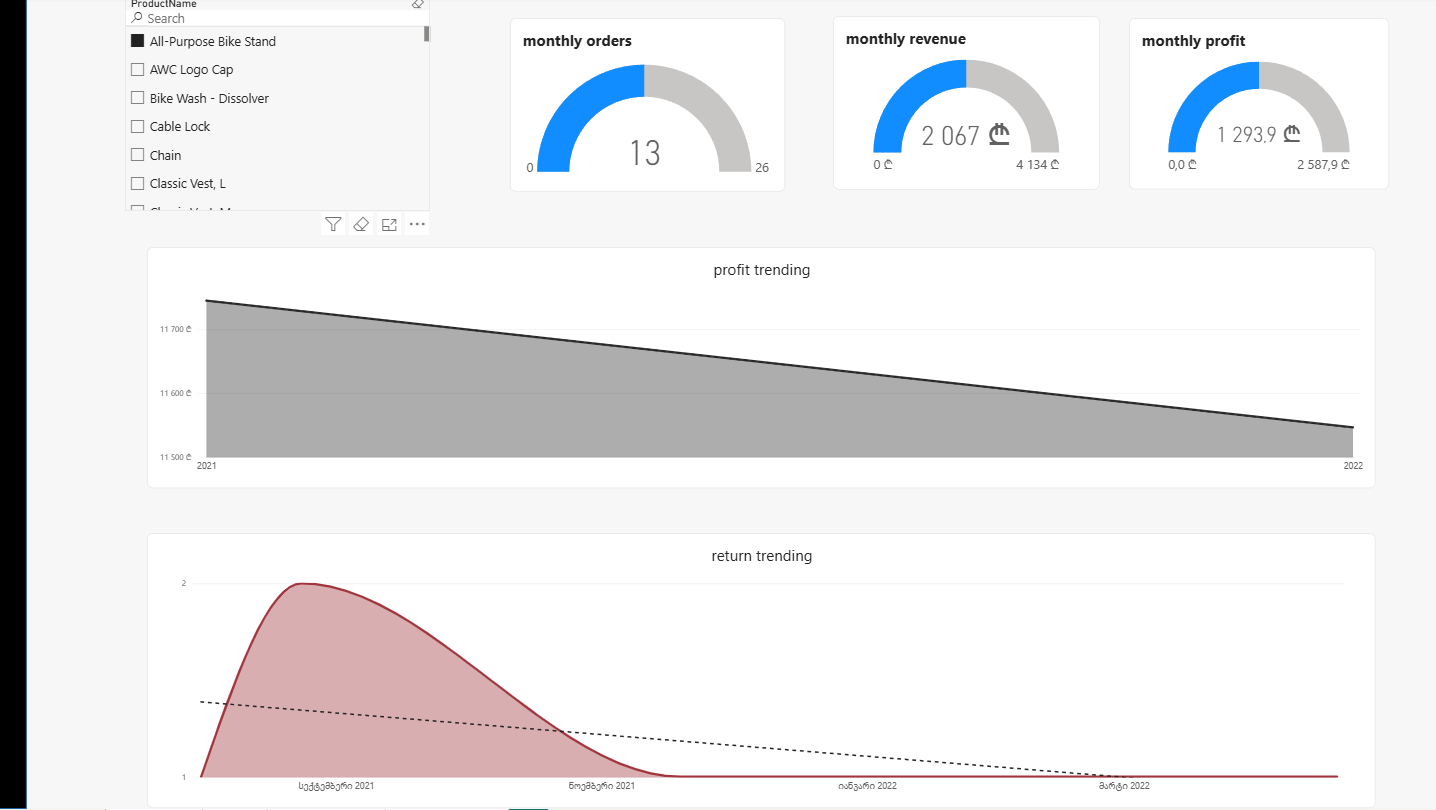 ProductName
Search
All-Purpose Bike Stand
AWC Logo Cap
Bike Wash - Dissolver
Cable Lock
Chain
Classic Vest, L
monthly orders
13
0
26
monthly revenue
2 067 ₾
0 ₾
4 134 ₾
monthly profit
1 293,9 ₾
0,0 ₾
2 587,9 ₾
profit trending
11 700 ₾
11 600 ₾
11 500 ₾
2021
2022
return trending
2
1
სექტემბერი 2021
ნოემბერი 2021
იანვარი 2022
მარტი 2022